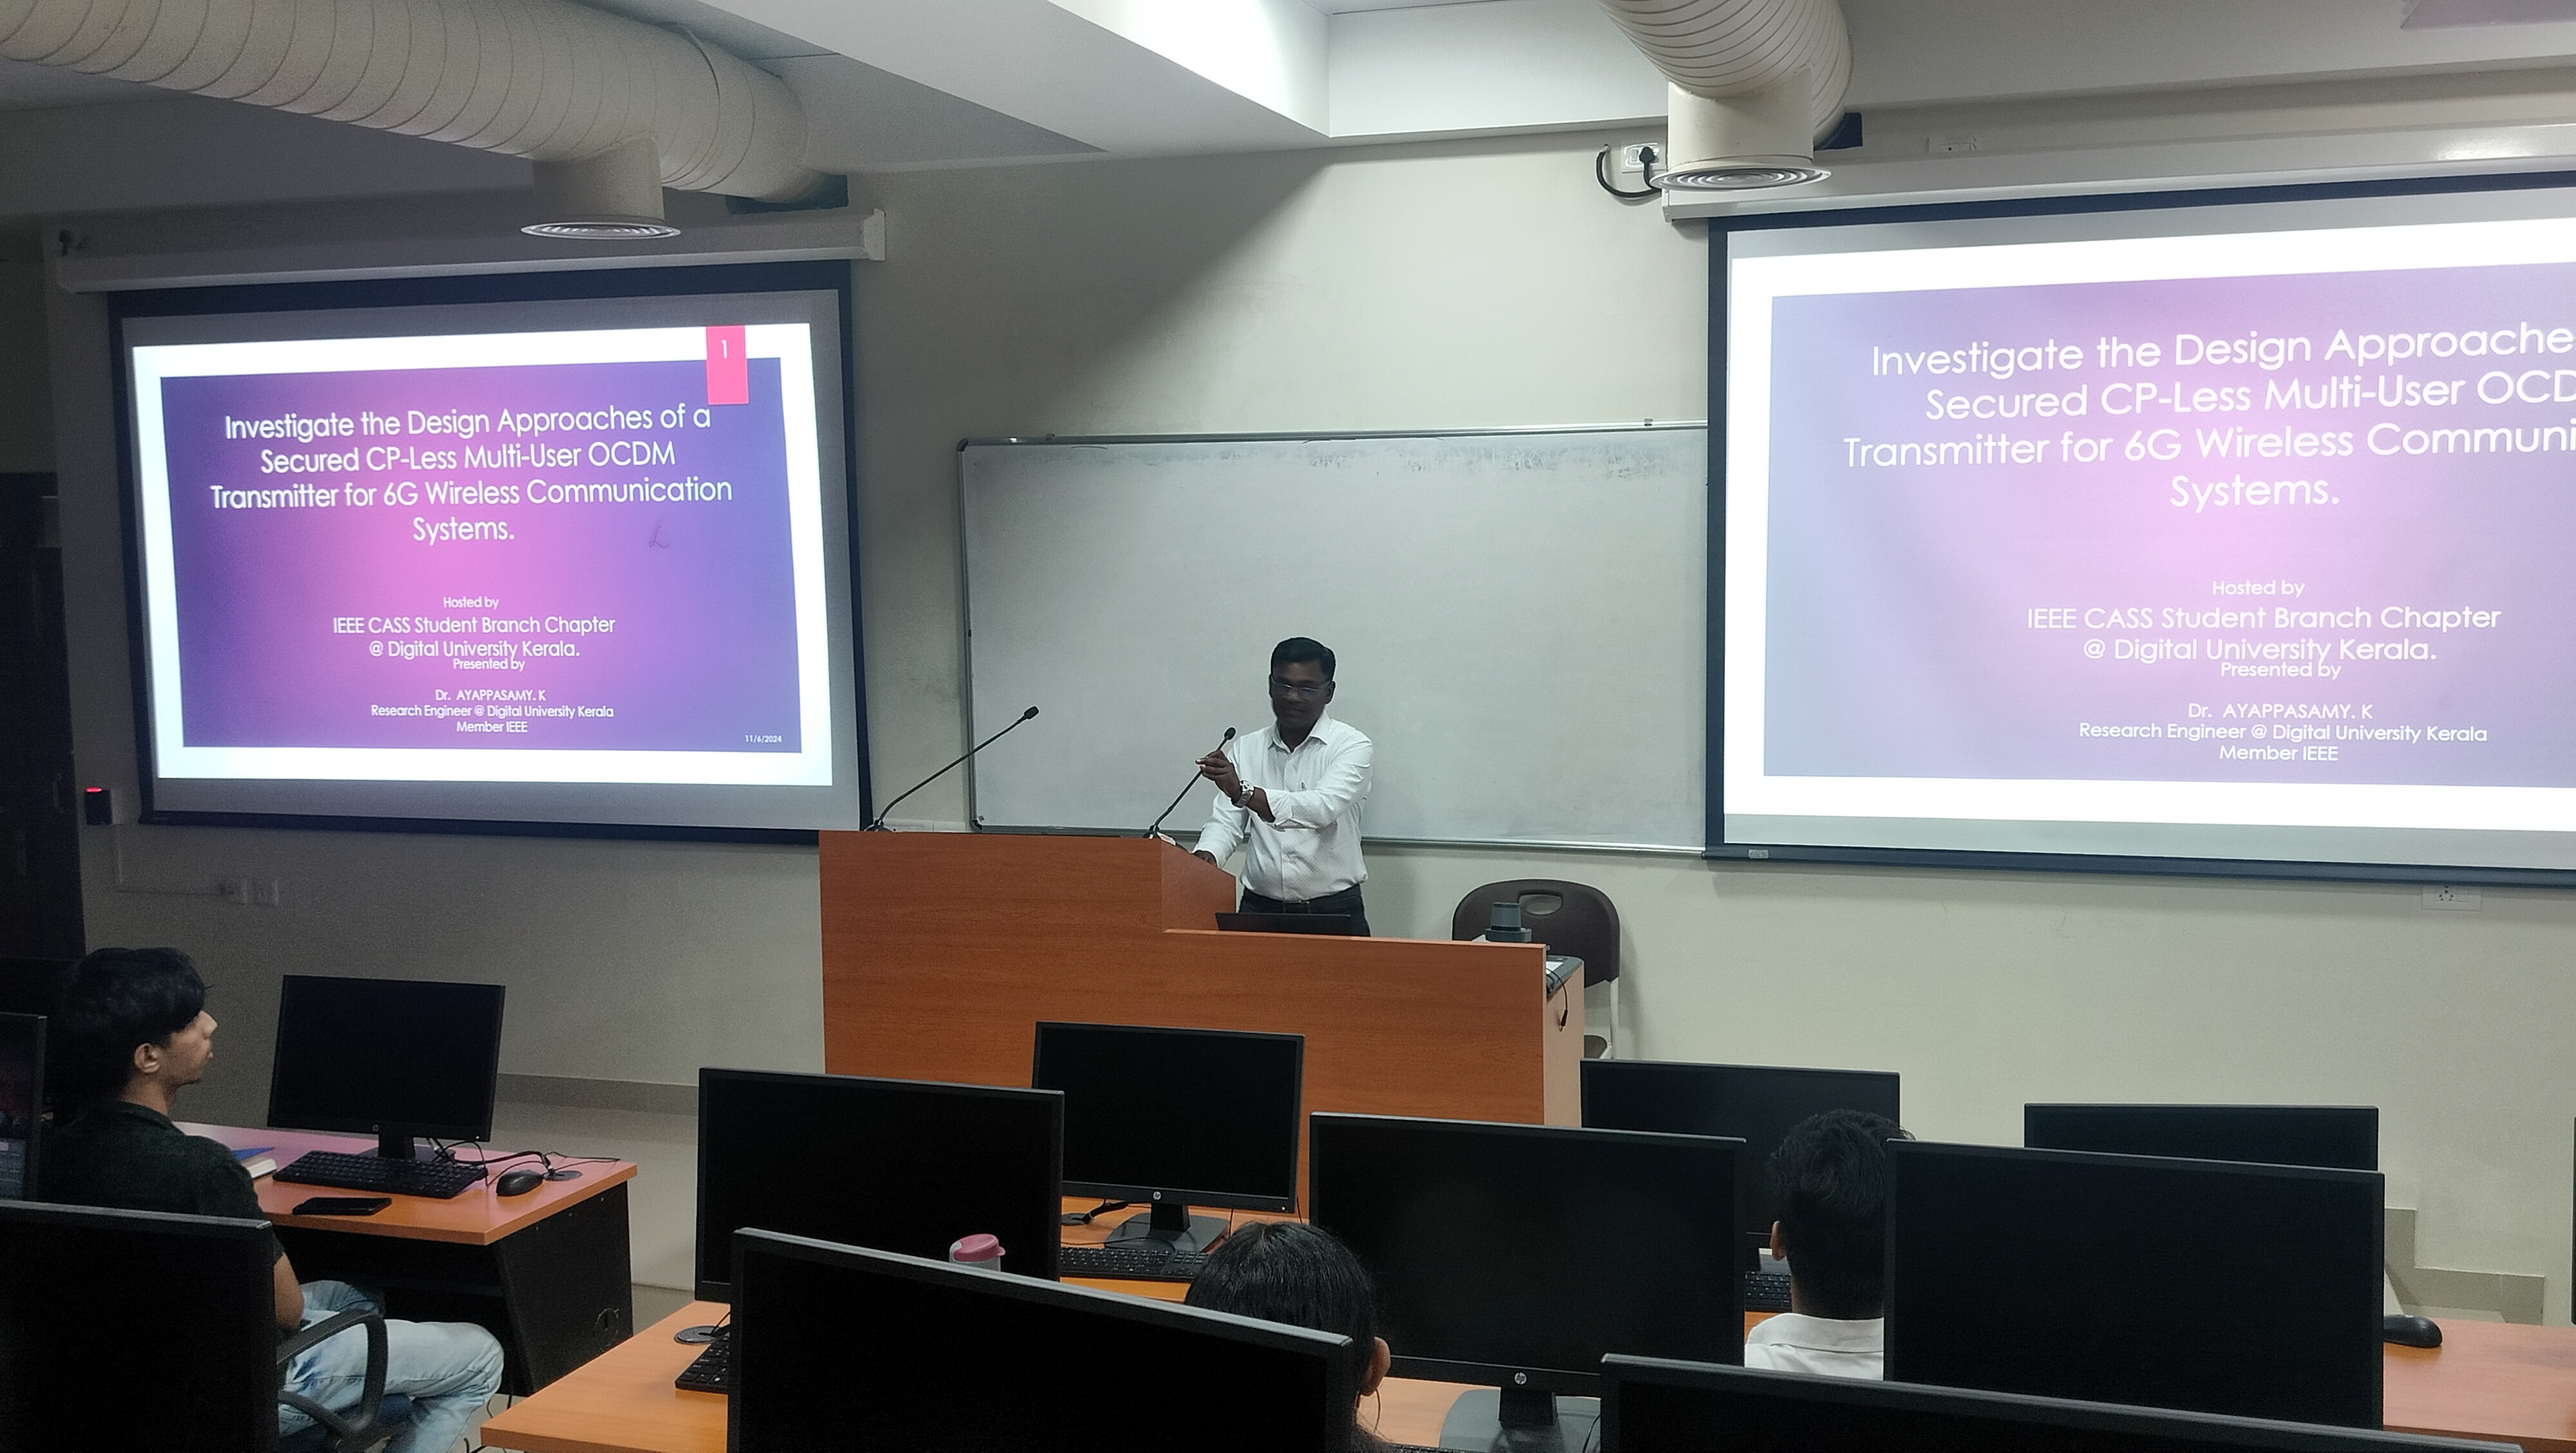 1
Investigate the Design Approaches of a
Secured CP-Less Multi-User OCDM
Transmitter for 6G Wireless Communication
Systems.
Hosted by
IEEE CASS Student Branch Chapter
@ Digital University Kerala.
Presented by
Dr. AYAPPASAMY. K
Research Engineer @ Digital University Kerala
Member IEEE
11/6/2024
Investigate the Design Approache
Secured CP-Less Multi-User OCD
Transmitter for 6G Wireless Communi
Systems.
Hosted by
IEEE CASS Student Branch Chapter
@ Digital University Kerala.
Presented by
Dr. AYAPPASAMY. K
Research Engineer @ Digital University Kerala
Member IEEE
hp
hp
hp